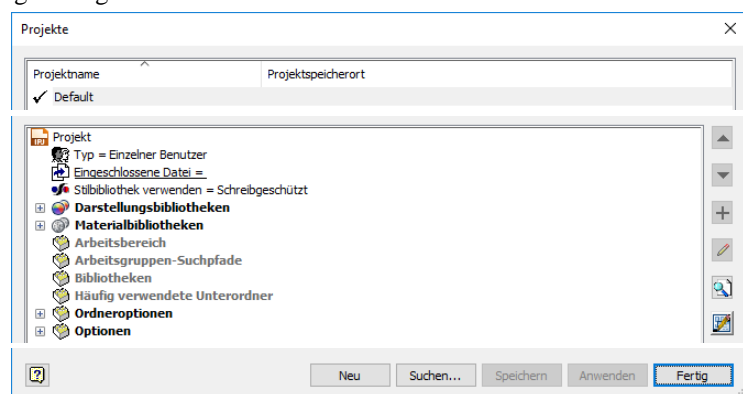 Projekte
Projektname Projektspeicherort
Default
IPJ Projekt
Typ = Einzelner Benutzer
Eingeschlossene Datei =
Stilbibliothek verwenden = Schreibgeschützt
Darstellungsbibliotheken
Materialbibliotheken
Arbeitsbereich
Arbeitsgruppen-Suchpfade
Bibliotheken
Häufig verwendete Unterordner
Ordneroptionen
Optionen
? Neu Suchen... Speichern Anwenden Fertig